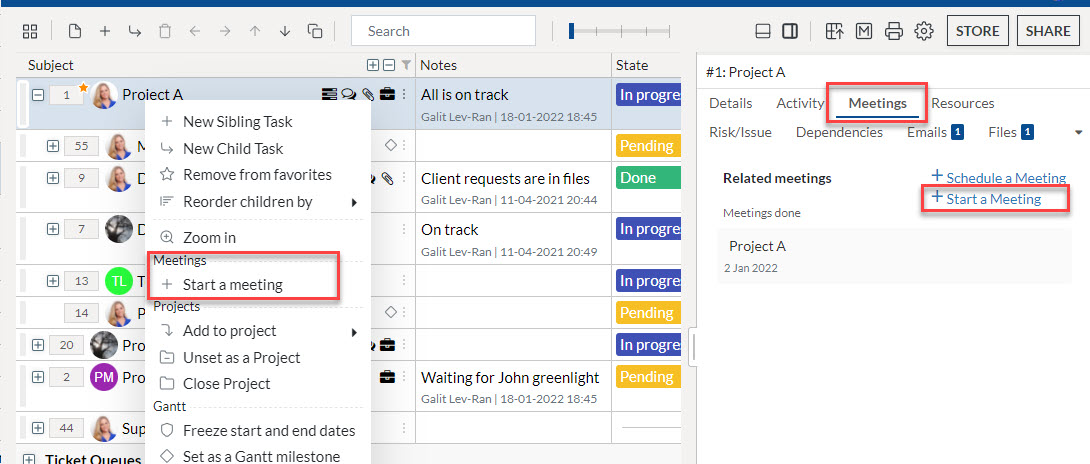 Search
STORE
SHARE
Subject
Notes
State
1
Project A
All is on track
Galit Lev-Ran | 18-01-2022 18:45
In progre
New Sibling Task
New Child Task
Remove from favorites
Reorder children by
Zoom in
Meetings
Start a meeting
Projects
Add to project
Unset as a Project
Close Project
Gantt
Freeze start and end dates
Set as a Gantt milestone
55
M
Pending
9
D
Client requests are in files
Galit Lev-Ran | 11-04-2021 20:44
Done
7
D
On track
Galit Lev-Ran | 11-04-2021 20:49
In progre
13
TL
T
In progre
14
P
Pending
20
Pro
In progre
2
PM
Pro
Waiting for John greenlight
Galit Lev-Ran | 18-01-2022 18:45
Pending
44
Sup
Ticket Queues
#1: Project A
Details
Activity
Meetings
Resources
Risk/Issue
Dependencies
Emails 1
Files 1
Related meetings
+ Schedule a Meeting
+ Start a Meeting
Meetings done
Project A
2 Jan 2022